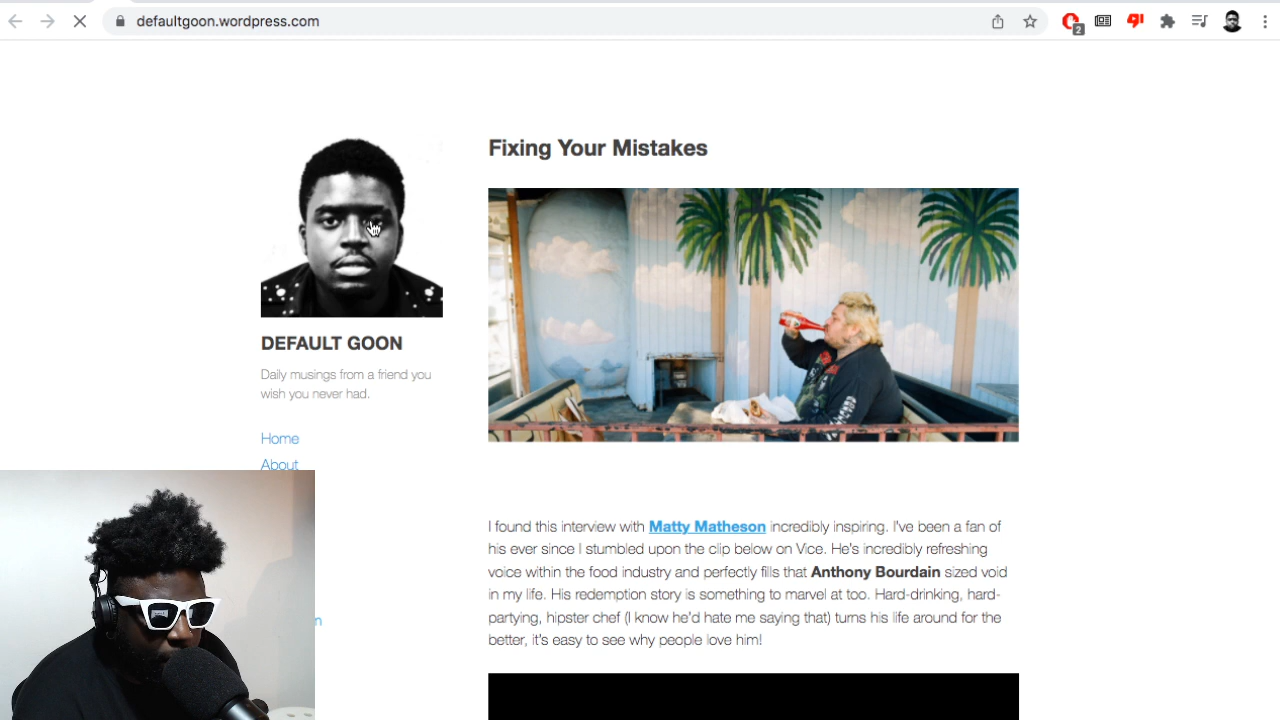 defaultgoon.wordpress.com
2
Fixing Your Mistakes
DEFAULT GOON
Daily musings from a friend you
wish you never had.
Home
About
n
I found this interview with Matty Matheson incredibly inspiring. I've been a fan of
his ever since I stumbled upon the clip below on Vice. He's incredibly refreshing
voice within the food industry and perfectly fills that Anthony Bourdain sized void
in my life. His redemption story is something to marvel at too. Hard-drinking, hard-
partying, hipster chef (I know he'd hate me saying that) turns his life around for the
better, it's easy to see why people love him!